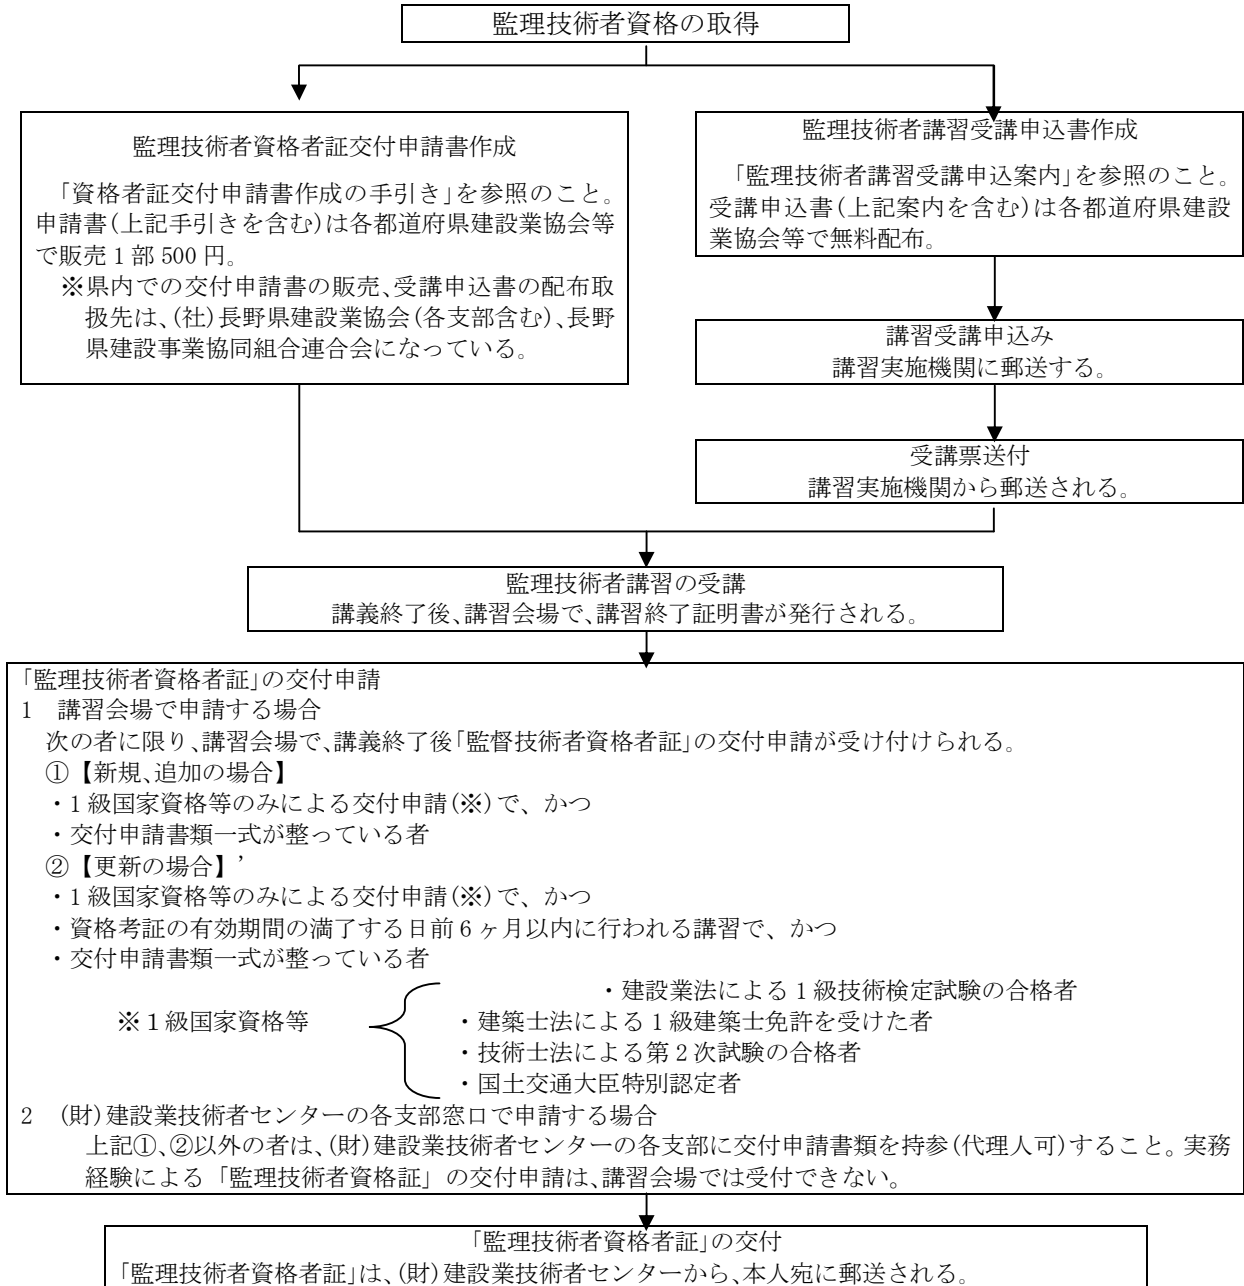 監理技術者資格の取得
監理技術者資格者証交付申請書作成
「資格者証交付申請書作成の手引き」を参照のこと。
申請書(上記手引きを含む)は各都道府県建設業協会等
で販売1部500円。
※県内での交付申請書の販売、受講申込書の配布取
扱先は、(社)長野県建設業協会(各支部含む)、長野
県建設事業協同組合連合会になっている。
監理技術者講習受講申込書作成
「監理技術者講習受講申込案内」を参照のこと。
受講申込書(上記案内を含む)は各都道府県建設
業協会等で無料配布。
講習受講申込み
講習実施機関に郵送する。
受講票送付
講習実施機関から郵送される。
監理技術者講習の受講
講義終了後、講習会場で、講習終了証明書が発行される。
「監理技術者資格者証」の交付申請
1 講習会場で申請する場合
次の者に限り、講習会場で、講義終了後「監督技術者資格者証」の交付申請が受け付けられる。
①【新規、追加の場合】
・1級国家資格等のみによる交付申請(※)で、かつ
・交付申請書類一式が整っている者
②【更新の場合】’
・1級国家資格等のみによる交付申請(※)で、かつ
・資格考証の有効期間の満了する日前6ヶ月以内に行われる講習で、かつ
・交付申請書類一式が整っている者
※1級国家資格等
・建設業法による1級技術検定試験の合格者
・建築士法による1級建築士免許を受けた者
・技術士法による第2次試験の合格者
・国土交通大臣特別認定者
2 (財)建設業技術者センターの各支部窓口で申請する場合
上記①、②以外の者は、(財)建設業技術者センターの各支部に交付申請書類を持参(代理人可)すること。実務
経験による「監理技術者資格証」の交付申請は、講習会場では受付できない。
「監理技術者資格者証」の交付
「監理技術者資格者証」は、(財)建設業技術者センターから、本人宛に郵送される。